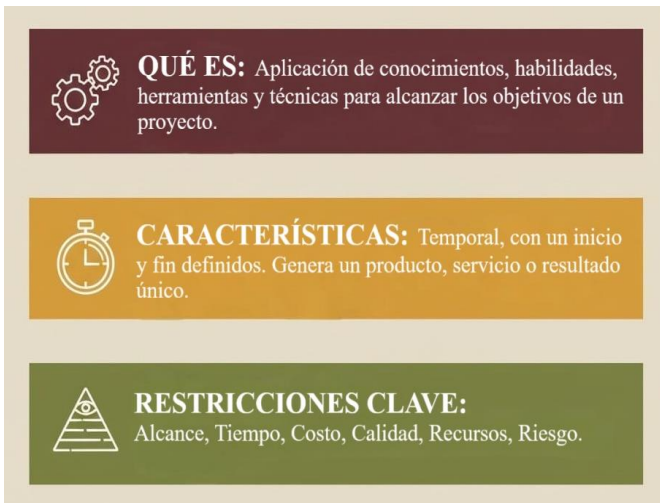 QUÉ ES: Aplicación de conocimientos, habilidades,
herramientas y técnicas para alcanzar los objetivos de un
proyecto.
CARACTERÍSTICAS: Temporal, con un inicio
y fin definidos. Genera un producto, servicio o resultado
único.
RESTRICCIONES CLAVE:
Alcance, Tiempo, Costo, Calidad, Recursos, Riesgo.